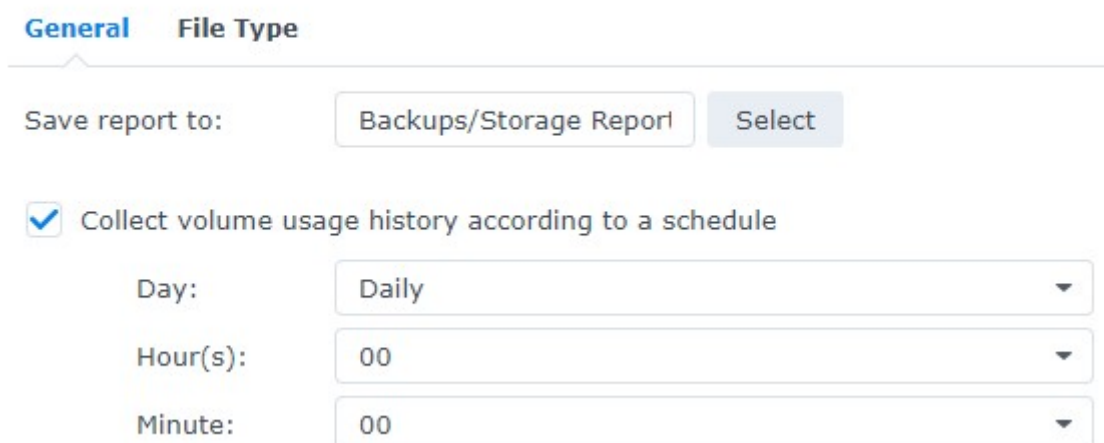 General File Type
Save report to: Backups/Storage Report Select
Collect volume usage history according to a schedule
Day: Daily
Hour(s): 00
Minute: 00